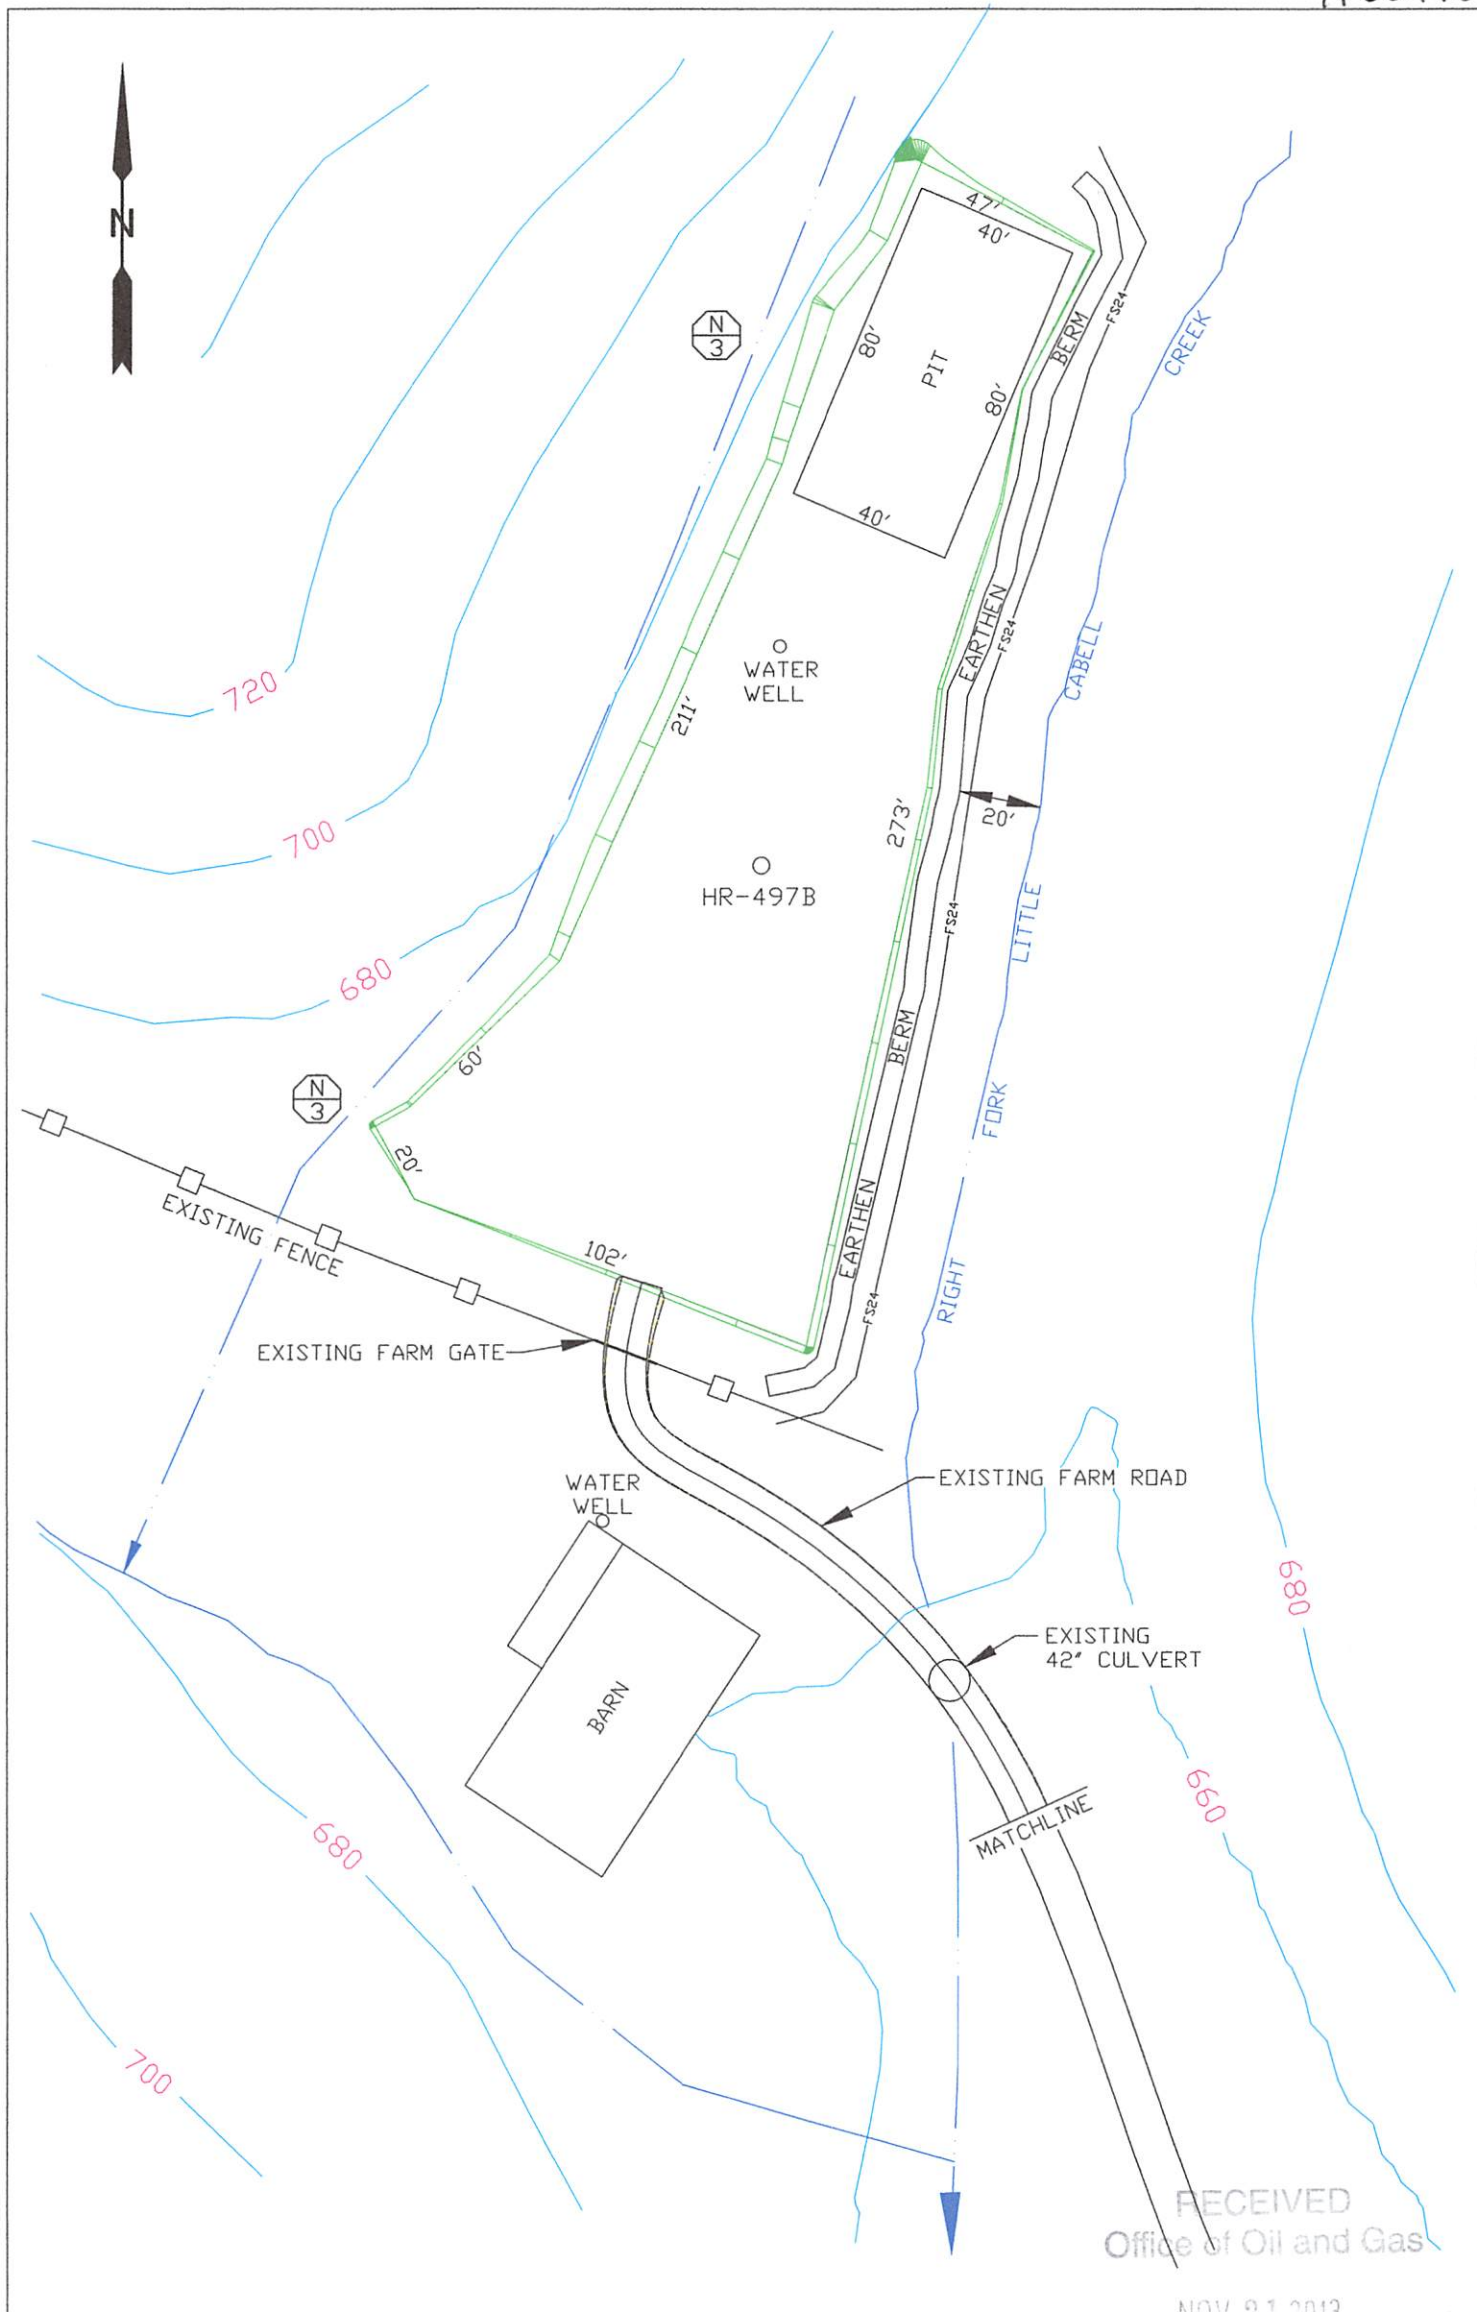 N
47'
40'
80'
PIT
80'
40'
BERM
FS24
CREEK
N
3
WATER
WELL
EARTHEN
FS24
CABELL
720
211'
700
273'
20'
HR-497B
FS24
LITTLE
680
60'
BERM
FORK
N
3
20'
EXISTING FENCE
102'
EARTHEN
FS24
RIGHT
EXISTING FARM GATE
WATER
WELL
EXISTING FARM ROAD
680
EXISTING
42" CULVERT
BARN
660
MATCHLINE
680
700
RECEIVED
Office of Oil and Gas
NOV 21 2013